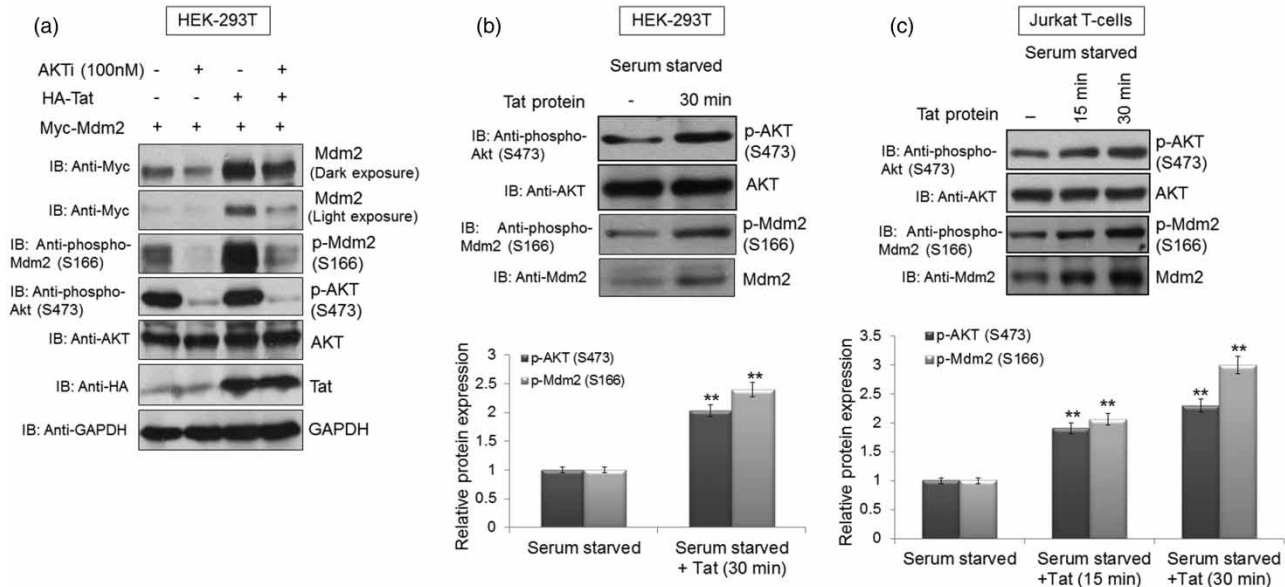 (a)
HEK-293T
AKTi (100nM) - + - +
HA-Tat - - + +
Myc-Mdm2 + + + +
IB: Anti-Myc Mdm2
(Dark exposure)
IB: Anti-Myc Mdm2
(Light exposure)
IB: Anti-phospho-
Mdm2 (S166)
p-Mdm2
(S166)
IB: Anti-phospho-
Akt (S473)
p-AKT
(S473)
IB: Anti-AKT AKT
IB: Anti-HA Tat
IB: Anti-GAPDH GAPDH
(b)
HEK-293T
Serum starved
Tat protein - 30 min
IB: Anti-phospho-
Akt (S473)
p-AKT
(S473)
IB: Anti-AKT AKT
IB: Anti-phospho-
Mdm2 (S166)
p-Mdm2
(S166)
IB: Anti-Mdm2 Mdm2
Relative protein expression
3
2.5
2
1.5
1
0.5
0
p-AKT (S473)
p-Mdm2 (S166)
** **
Serum starved
Serum starved
+ Tat (30 min)
(c)
Jurkat T-cells
Serum starved
Tat protein – 15 min 30 min
IB: Anti-phospho-
Akt (S473)
p-AKT
(S473)
IB: Anti-AKT AKT
IB: Anti-phospho-
Mdm2 (S166)
p-Mdm2
(S166)
IB: Anti-Mdm2 Mdm2
Relative protein expression
3.5
3
2.5
2
1.5
1
0.5
0
p-AKT (S473)
p-Mdm2 (S166)
** ** ** **
Serum starved
Serum starved
+Tat (15 min)
Serum starved
+Tat (30 min)